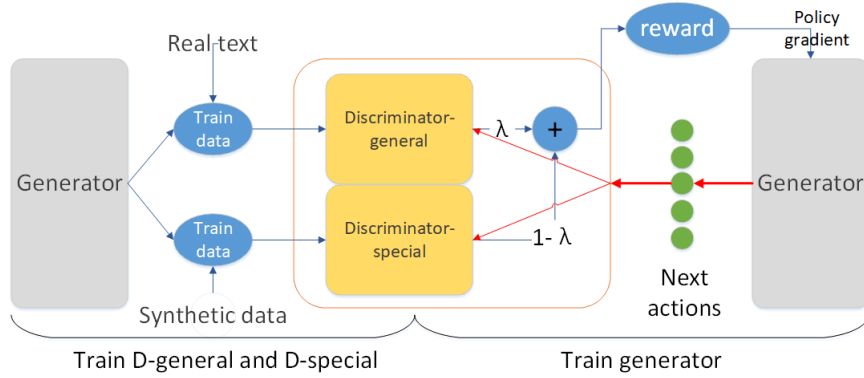 Real text
reward
Policy
gradient
Train
data
Discriminator-
general
λ
+
Generator
Generator
Train
data
Discriminator-
special
1- λ
Next
actions
Synthetic data
Train D-general and D-special
Train generator